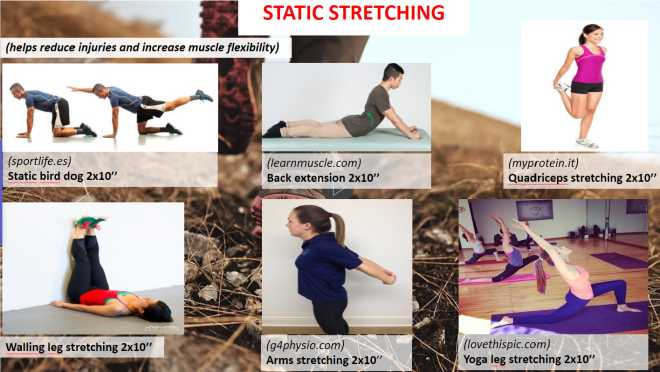 STATIC STRETCHING
(helps reduce injuries and increase muscle flexibility)
(sportlife.es)
Static bird dog 2x10’’
(learnmuscle.com)
Back extension 2x10’’
(myprotein.it)
Quadriceps stretching 2x10’’
Walling leg stretching 2x10’’
(g4physio.com)
Arms stretching 2x10’’
(lovethispic.com)
Yoga leg stretching 2x10’’